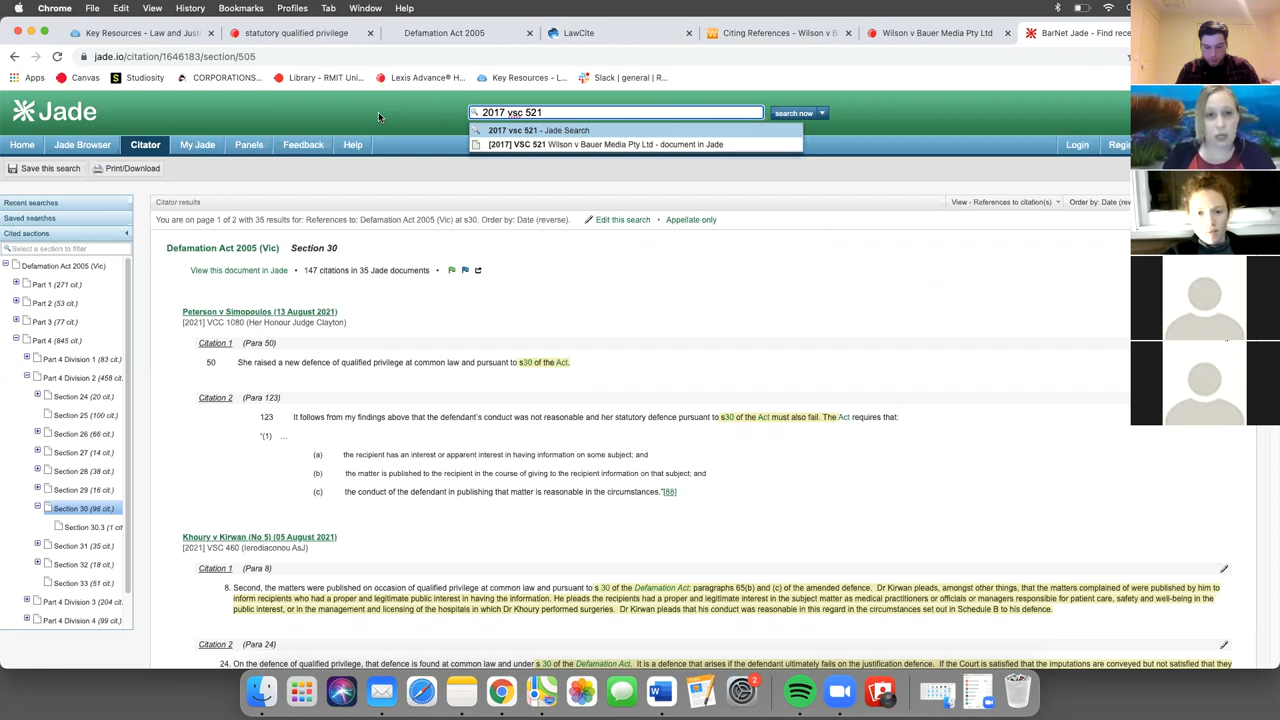 Chrome File Edit View History Bookmarks Profiles Tab Window Help
Key Resources - Law and Justi
statutory qualified privilege
Defamation Act 2005
LawCite
Citing References - Wilson v B
Wilson v Bauer Media Pty Ltd
BarNet Jade - Find rece
jade.io/citation/1646183/section/505
Apps Canvas Studiosity CORPORATIONS... Library - RMIT Uni... Lexis Advance® H... Key Resources - L... Slack | general | R...
Jade
2017 vsc 521
search now
2017 vsc 521 - Jade Search
[2017] VSC 521 Wilson v Bauer Media Pty Ltd - document in Jade
Home Jade Browser Citator My Jade Panels Feedback Help Login Regi
Save this search Print/Download
Recent searches
Saved searches
Cited sections
Select a section to filter
Defamation Act 2005 (Vic)
Part 1 (271 cit.)
Part 2 (53 cit.)
Part 3 (77 cit.)
Part 4 (845 cit.)
Part 4 Division 1 (83 cit.)
Part 4 Division 2 (458 cit.
Section 24 (20 cit.)
Section 25 (100 cit.)
Section 26 (66 cit.)
Section 27 (14 cit.)
Section 28 (38 cit.)
Section 29 (16 cit.)
Section 30 (96 cit.)
Section 30.3 (1 cit
Section 31 (35 cit.)
Section 32 (18 cit.)
Section 33 (51 cit.)
Part 4 Division 3 (204 cit.
Part 4 Division 4 (99 cit.)
Citator results
View - References to citation(s) Order by: Date (rev
You are on page 1 of 2 with 35 results for: References to: Defamation Act 2005 (Vic) at s30. Order by: Date (reverse). Edit this search • Appellate only
Defamation Act 2005 (Vic) Section 30
View this document in Jade • 147 citations in 35 Jade documents •
Peterson v Simopoulos (13 August 2021)
[2021] VCC 1080 (Her Honour Judge Clayton)
Citation 1 (Para 50)
50 She raised a new defence of qualified privilege at common law and pursuant to s30 of the Act.
Citation 2 (Para 123)
123 It follows from my findings above that the defendant's conduct was not reasonable and her statutory defence pursuant to s30 of the Act must also fail. The Act requires that:
"(1) ...
(a) the recipient has an interest or apparent interest in having information on some subject; and
(b) the matter is published to the recipient in the course of giving to the recipient information on that subject; and
(c) the conduct of the defendant in publishing that matter is reasonable in the circumstances."[88]
Khoury v Kirwan (No 5) (05 August 2021)
[2021] VSC 460 (Ierodiaconou AsJ)
Citation 1 (Para 8)
8. Second, the matters were published on occasion of qualified privilege at common law and pursuant to s 30 of the Defamation Act: paragraphs 65(b) and (c) of the amended defence. Dr Kirwan pleads, amongst other things, that the matters complained of were published by him to
inform recipients who had a proper and legitimate public interest in having the information. He pleads the recipients had a proper and legitimate interest in the subject matter as medical practitioners or officials or managers responsible for patient care, safety and well-being in the
public interest, or in the management and licensing of the hospitals in which Dr Khoury performed surgeries. Dr Kirwan pleads that his conduct was reasonable in this regard in the circumstances set out in Schedule B to his defence.
Citation 2 (Para 24)
24. On the defence of qualified privilege, that defence is found at common law and under s 30 of the Defamation Act. It is a defence that arises if the defendant ultimately fails on the justification defence. If the Court is satisfied that the imputations are conveyed but not satisfied that they
2